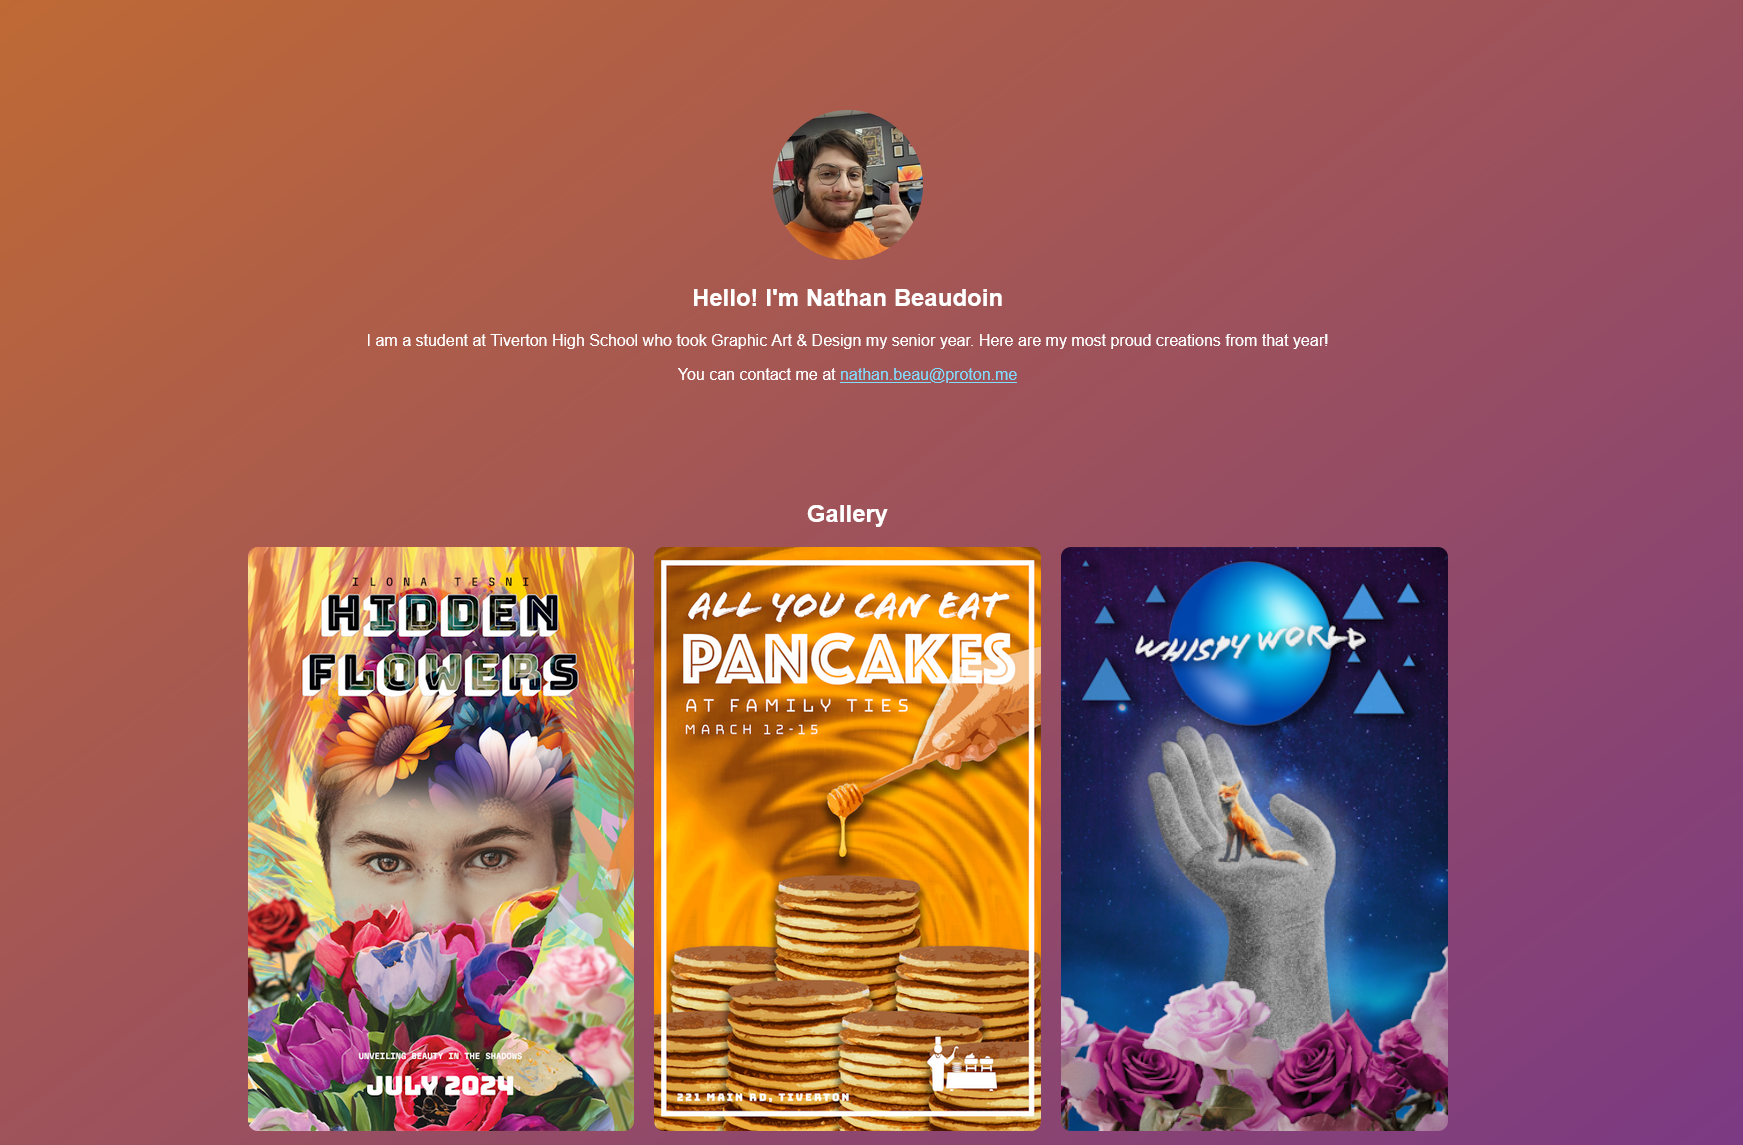 Hello! I'm Nathan Beaudoin
I am a student at Tiverton High School who took Graphic Art & Design my senior year. Here are my most proud creations from that year!
You can contact me at nathan.beau@proton.me
Gallery
ILONA TESNI
HIDDEN
FLOWERS
UNVEILING BEAUTY IN THE SHADOWS
JULY 2024
ALL YOU CAN EAT
PANCAKES
AT FAMILY TIES
MARCH 12-15
221 MAIN RD, TIVERTON
WHISPY WORLD